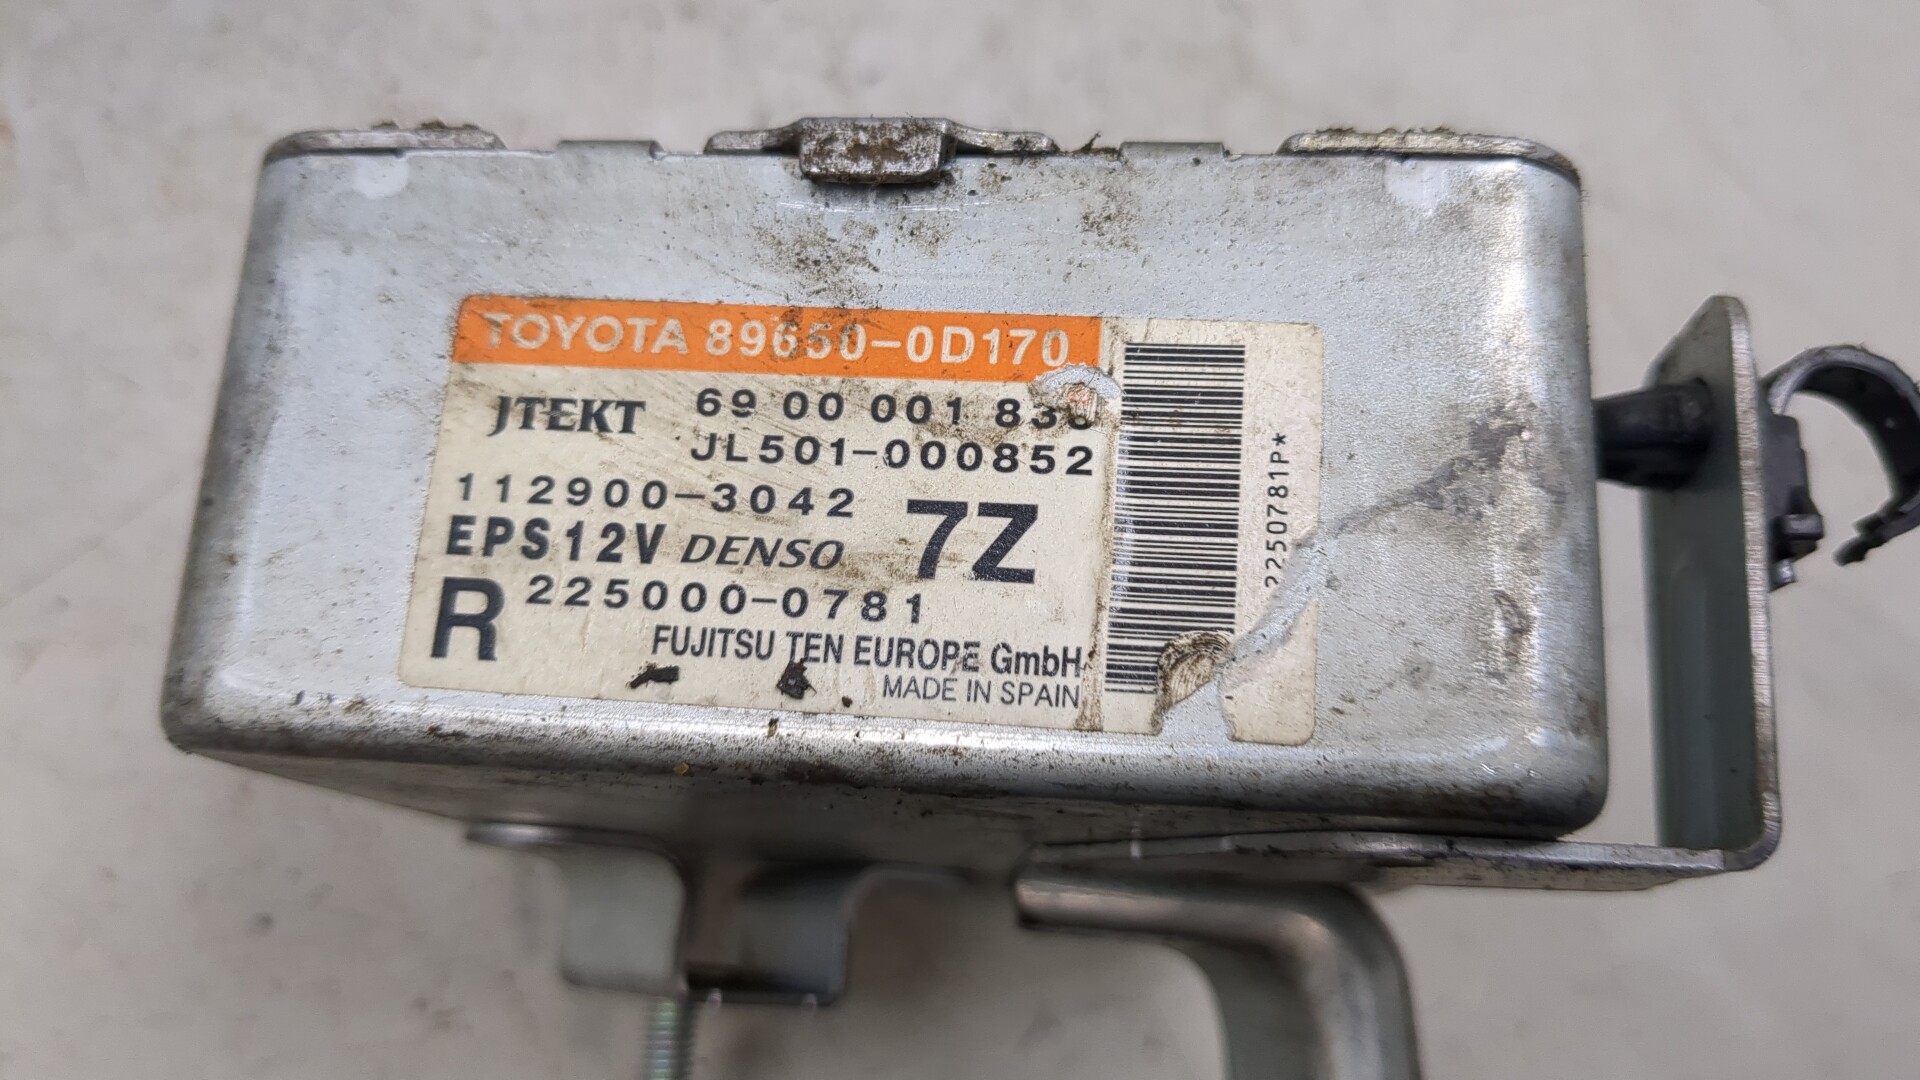 TOYOTA 89650-0D170
JTEKT 69 00 001 83
JL501-000852
112900-3042 7Z
EPS12V DENSO
R 225000-0781
FUJITSU TEN EUROPE GmbH
MADE IN SPAIN
2250781P*